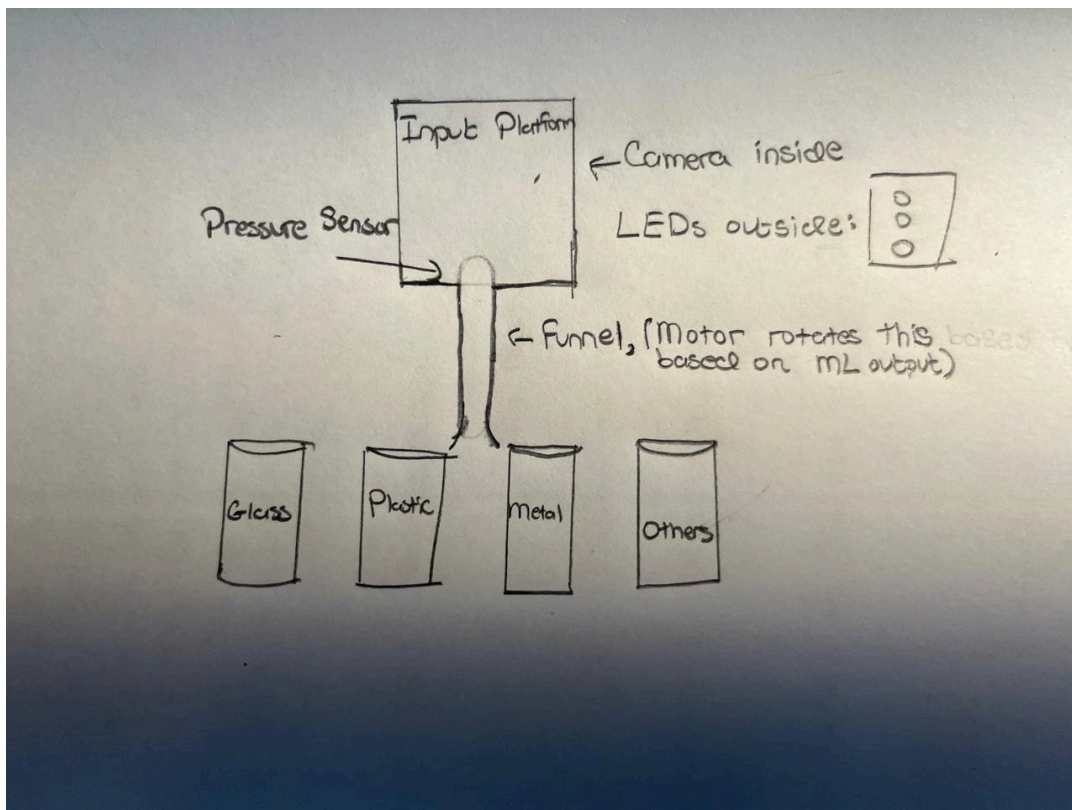 Input Platform
← Camera inside
Pressure Sensor
LEDs outside:
← Funnel, (Motor rotates this based
based on ML output)
Glass
Plastic
Metal
Others